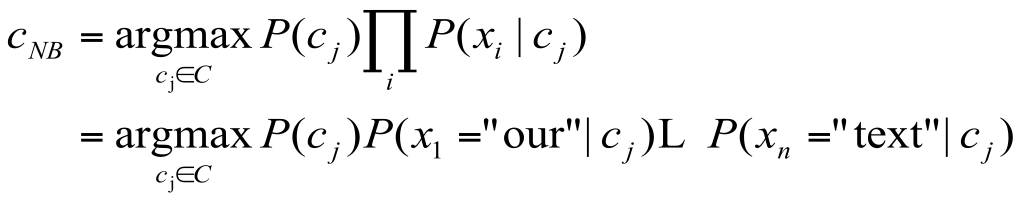 c_NB = argmax_{c_j∈C} P(c_j)∏_i P(x_i | c_j)
= argmax_{c_j∈C} P(c_j)P(x_1 ="our"| c_j)L P(x_n ="text"| c_j)